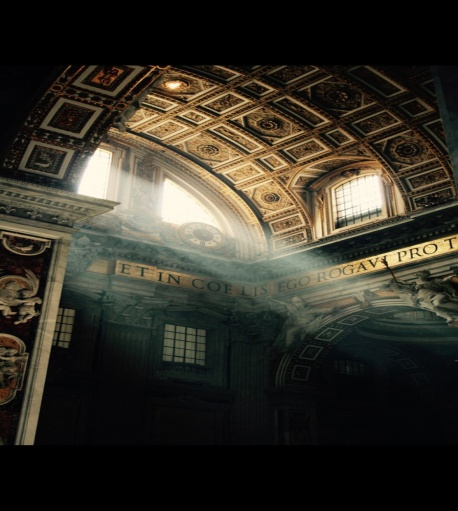 ET IN COELIS EGO ROGAVI PRO T